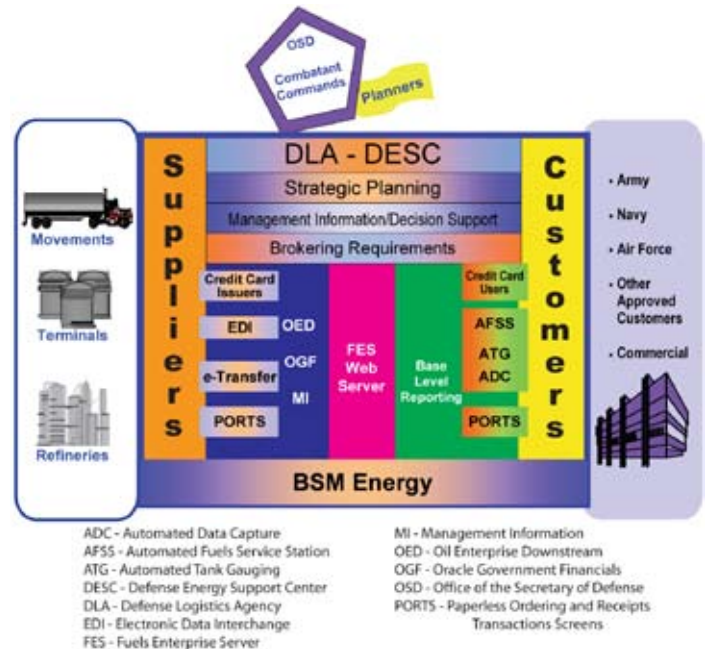 OSD
Combatant
Commands
Planners
Suppliers
DLA - DESC
Strategic Planning
Management Information/Decision Support
Brokering Requirements
Customers
Movements
Terminals
Refineries
Credit Card
Issuers
EDI
e-Transfer
PORTS
OED
OGF
MI
FES
Web
Server
Base
Level
Reporting
Credit Card
Users
AFSS
ATG
ADC
PORTS
• Army
• Navy
• Air Force
• Other
Approved
Customers
• Commercial
BSM Energy
ADC - Automated Data Capture
AFSS - Automated Fuels Service Station
ATG - Automated Tank Gauging
DESC - Defense Energy Support Center
DLA - Defense Logistics Agency
EDI - Electronic Data Interchange
FES - Fuels Enterprise Server
MI - Management Information
OED - Oil Enterprise Downstream
OGF - Oracle Government Financials
OSD - Office of the Secretary of Defense
PORTS - Paperless Ordering and Receipts
Transactions Screens